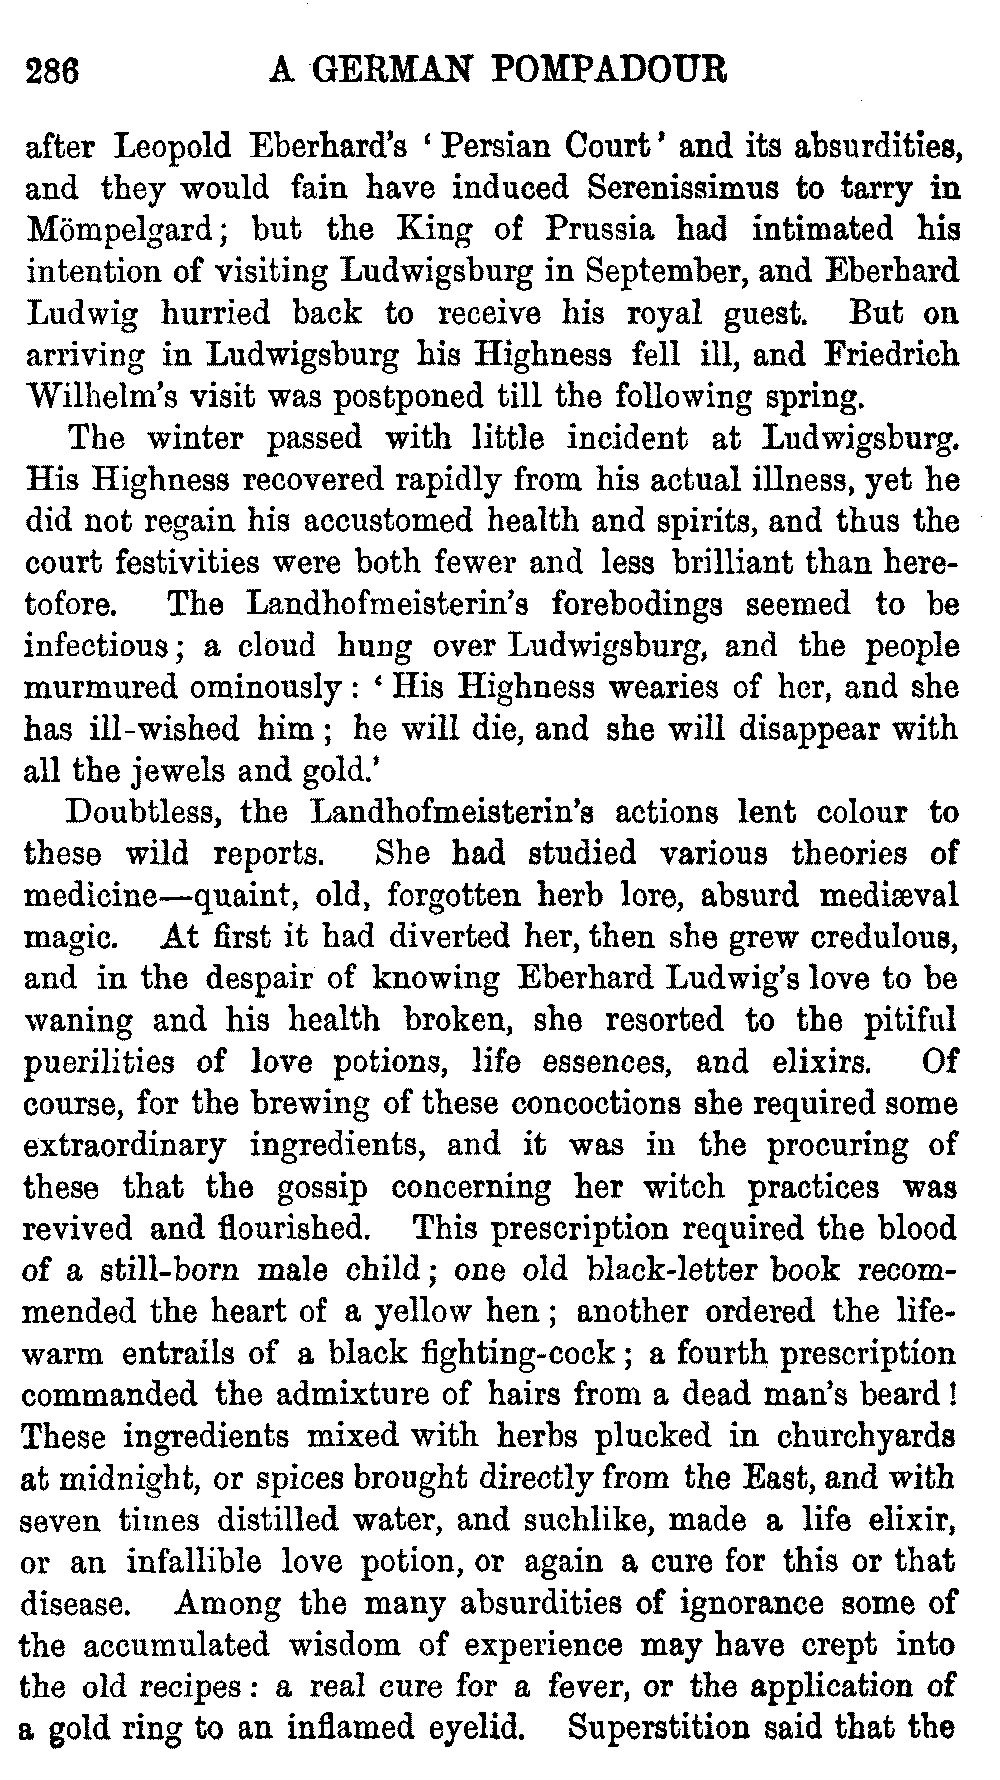 286 A GERMAN POMPADOUR
after Leopold Eberhard's ‘Persian Court’ and its absurdities,
and they would fain have induced Serenissimus to tarry in
Mömpelgard; but the King of Prussia had intimated his
intention of visiting Ludwigsburg in September, and Eberhard
Ludwig hurried back to receive his royal guest. But on
arriving in Ludwigsburg his Highness fell ill, and Friedrich
Wilhelm's visit was postponed till the following spring.
The winter passed with little incident at Ludwigsburg.
His Highness recovered rapidly from his actual illness, yet he
did not regain his accustomed health and spirits, and thus the
court festivities were both fewer and less brilliant than here-
tofore. The Landhofmeisterin's forebodings seemed to be
infectious; a cloud hung over Ludwigsburg, and the people
murmured ominously: ‘His Highness wearies of her, and she
has ill-wished him; he will die, and she will disappear with
all the jewels and gold.’
Doubtless, the Landhofmeisterin's actions lent colour to
these wild reports. She had studied various theories of
medicine—quaint, old, forgotten herb lore, absurd mediæval
magic. At first it had diverted her, then she grew credulous,
and in the despair of knowing Eberhard Ludwig's love to be
waning and his health broken, she resorted to the pitiful
puerilities of love potions, life essences, and elixirs. Of
course, for the brewing of these concoctions she required some
extraordinary ingredients, and it was in the procuring of
these that the gossip concerning her witch practices was
revived and flourished. This prescription required the blood
of a still-born male child; one old black-letter book recom-
mended the heart of a yellow hen; another ordered the life-
warm entrails of a black fighting-cock; a fourth prescription
commanded the admixture of hairs from a dead man's beard!
These ingredients mixed with herbs plucked in churchyards
at midnight, or spices brought directly from the East, and with
seven times distilled water, and suchlike, made a life elixir,
or an infallible love potion, or again a cure for this or that
disease. Among the many absurdities of ignorance some of
the accumulated wisdom of experience may have crept into
the old recipes: a real cure for a fever, or the application of
a gold ring to an inflamed eyelid. Superstition said that the